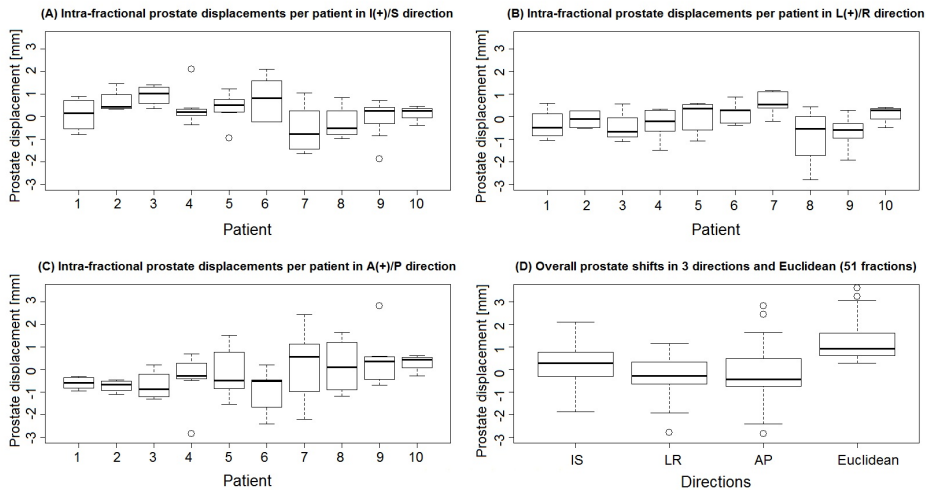 (A) Intra-fractional prostate displacements per patient in I(+)/S direction
Prostate displacement [mm]
3
2
1
0
-1
-2
-3
1 2 3 4 5 6 7 8 9 10
Patient
(B) Intra-fractional prostate displacements per patient in L(+)/R direction
Prostate displacement [mm]
3
2
1
0
-1
-2
-3
1 2 3 4 5 6 7 8 9 10
Patient
(C) Intra-fractional prostate displacements per patient in A(+)/P direction
Prostate displacement [mm]
3
2
1
0
-1
-2
-3
1 2 3 4 5 6 7 8 9 10
Patient
(D) Overall prostate shifts in 3 directions and Euclidean (51 fractions)
Prostate displacement [mm]
3
2
1
0
-1
-2
-3
IS LR AP Euclidean
Directions